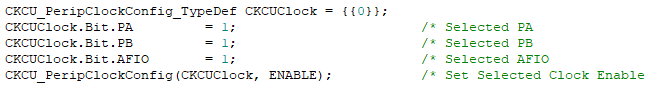 CKCU_PeripClockConfig_TypeDef CKCUClock = {{0}};
CKCUClock.Bit.PA         = 1;                       /* Selected PA
CKCUClock.Bit.PB         = 1;                       /* Selected PB
CKCUClock.Bit.AFIO       = 1;                       /* Selected AFIO
CKCU_PeripClockConfig(CKCUClock, ENABLE);           /* Set Selected Clock Enable